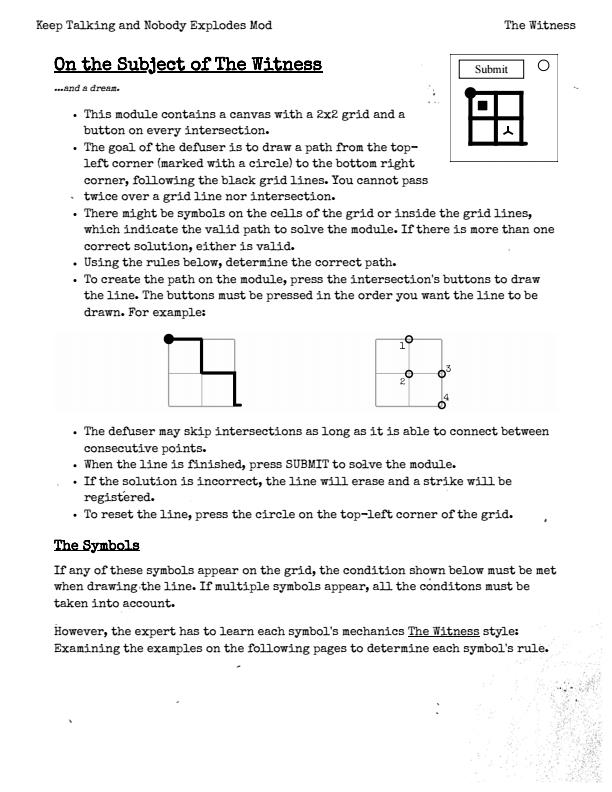 Keep Talking and Nobody Explodes Mod
The Witness
On the Subject of The Witness
...and a dream.
Submit
• This module contains a canvas with a 2x2 grid and a
button on every intersection.
• The goal of the defuser is to draw a path from the top-
left corner (marked with a circle) to the bottom right
corner, following the black grid lines. You cannot pass
twice over a grid line nor intersection.
• There might be symbols on the cells of the grid or inside the grid lines,
which indicate the valid path to solve the module. If there is more than one
correct solution, either is valid.
• Using the rules below, determine the correct path.
• To create the path on the module, press the intersection's buttons to draw
the line. The buttons must be pressed in the order you want the line to be
drawn. For example:
1
2
3
4
• The defuser may skip intersections as long as it is able to connect between
consecutive points.
• When the line is finished, press SUBMIT to solve the module.
• If the solution is incorrect, the line will erase and a strike will be
registered.
• To reset the line, press the circle on the top-left corner of the grid.
The Symbols
If any of these symbols appear on the grid, the condition shown below must be met
when drawing the line. If multiple symbols appear, all the conditons must be
taken into account.
However, the expert has to learn each symbol's mechanics The Witness style:
Examining the examples on the following pages to determine each symbol's rule.